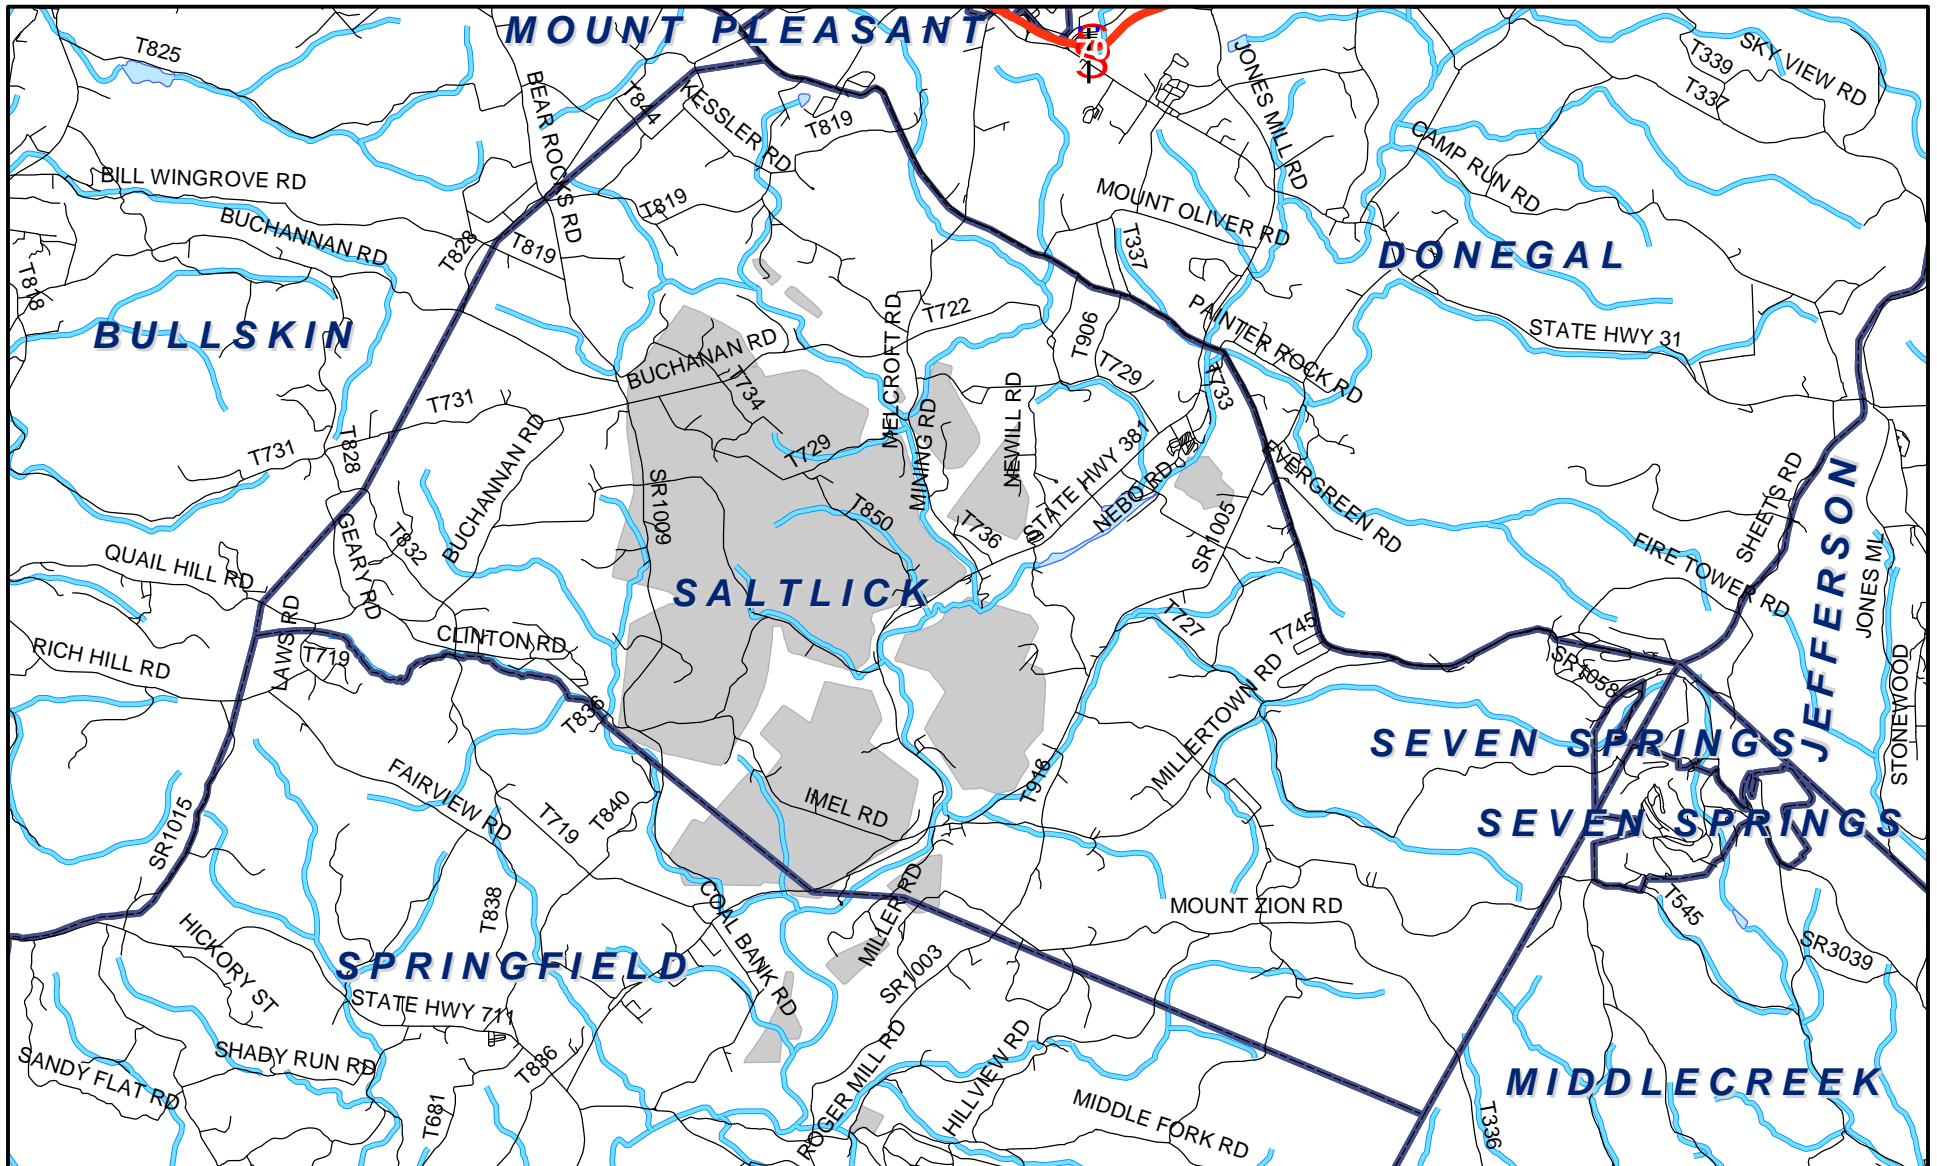 MOUNT PLEASANT
T825
SKY VIEW RD
T339
T337
JONES MILL RD
BEAR ROCKS RD
T844
KESSLER RD
T819
CAMP RUN RD
BILL WINGROVE RD
T819
MOUNT OLIVER RD
BUCHANNAN RD
T828
T819
T337
DONEGAL
T818
BULLSKIN
MELCROFT RD
T722
PAINTER ROCK RD
T906
STATE HWY 31
BUCHANAN RD
T734
T729
T733
T731
T828
BUCHANNAN RD
T731
T729
MINING RD
NEWILL RD
STATE HWY 381
NEBO RD
EVERGREEN RD
SR1009
T850
T736
SR1005
SHEETS RD
JEFFERSON
GEARY RD
T832
QUAIL HILL RD
FIRE TOWER RD
JONES ML
SALTLICK
LAWS RD
CLINTON RD
T727
T745
RICH HILL RD
T719
SR1058
STONEWOOD
T836
MILLERTOWN RD
SEVEN SPRINGS
FAIRVIEW RD
T719
T840
IMEL RD
T916
SR1015
SEVEN SPRINGS
T838
COAL BANK RD
MILLER RD
MOUNT ZION RD
T545
HICKORY ST
SPRINGFIELD
SR1003
SR3039
STATE HWY 711
SHADY RUN RD
SANDY FLAT RD
T836
T681
ROGER MILL RD
HILLVIEW RD
MIDDLE FORK RD
T336
MIDDLECREEK